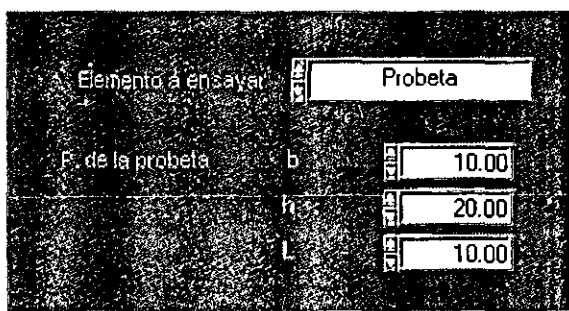 Elemento a ensayar Probeta
P. de la probeta b 10.00
h 20.00
L 10.00